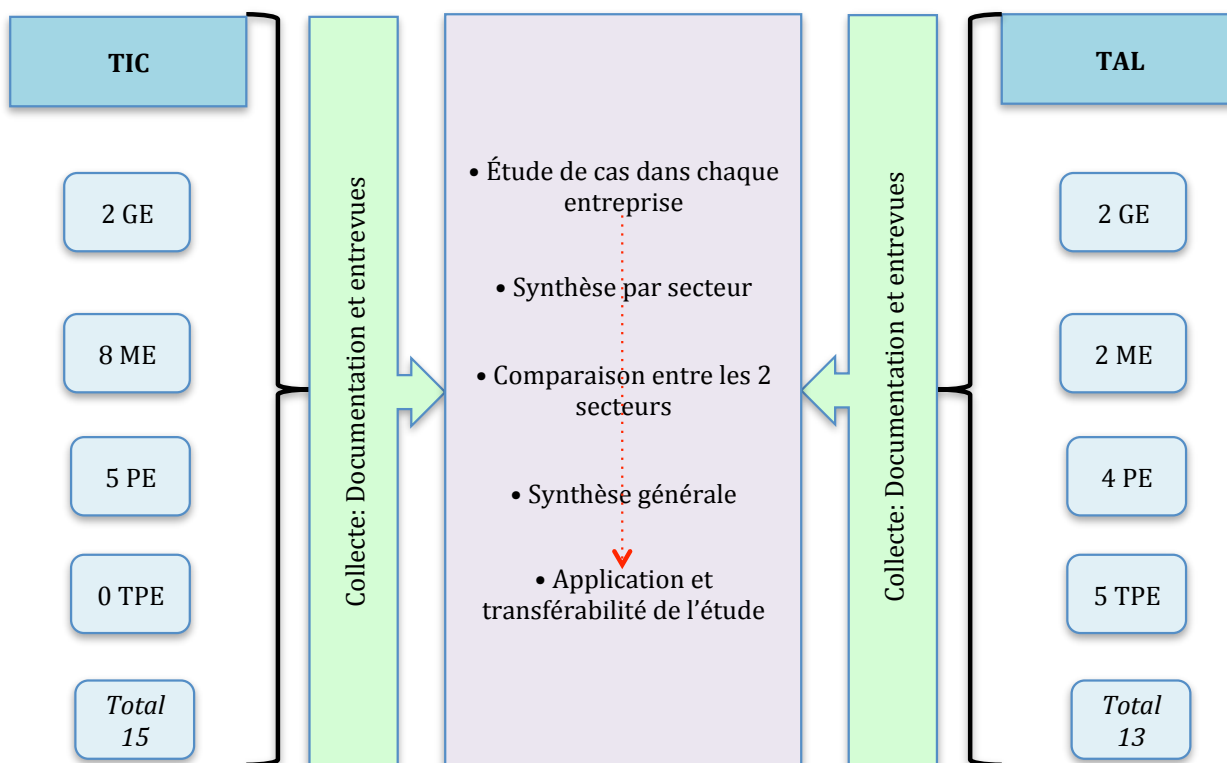 TIC
2 GE
8 ME
5 PE
0 TPE
Total
15
Collecte: Documentation et entrevues
• Étude de cas dans chaque
entreprise
• Synthèse par secteur
• Comparaison entre les 2
secteurs
• Synthèse générale
• Application et
transférabilité de l’étude
Collecte: Documentation et entrevues
TAL
2 GE
2 ME
4 PE
5 TPE
Total
13